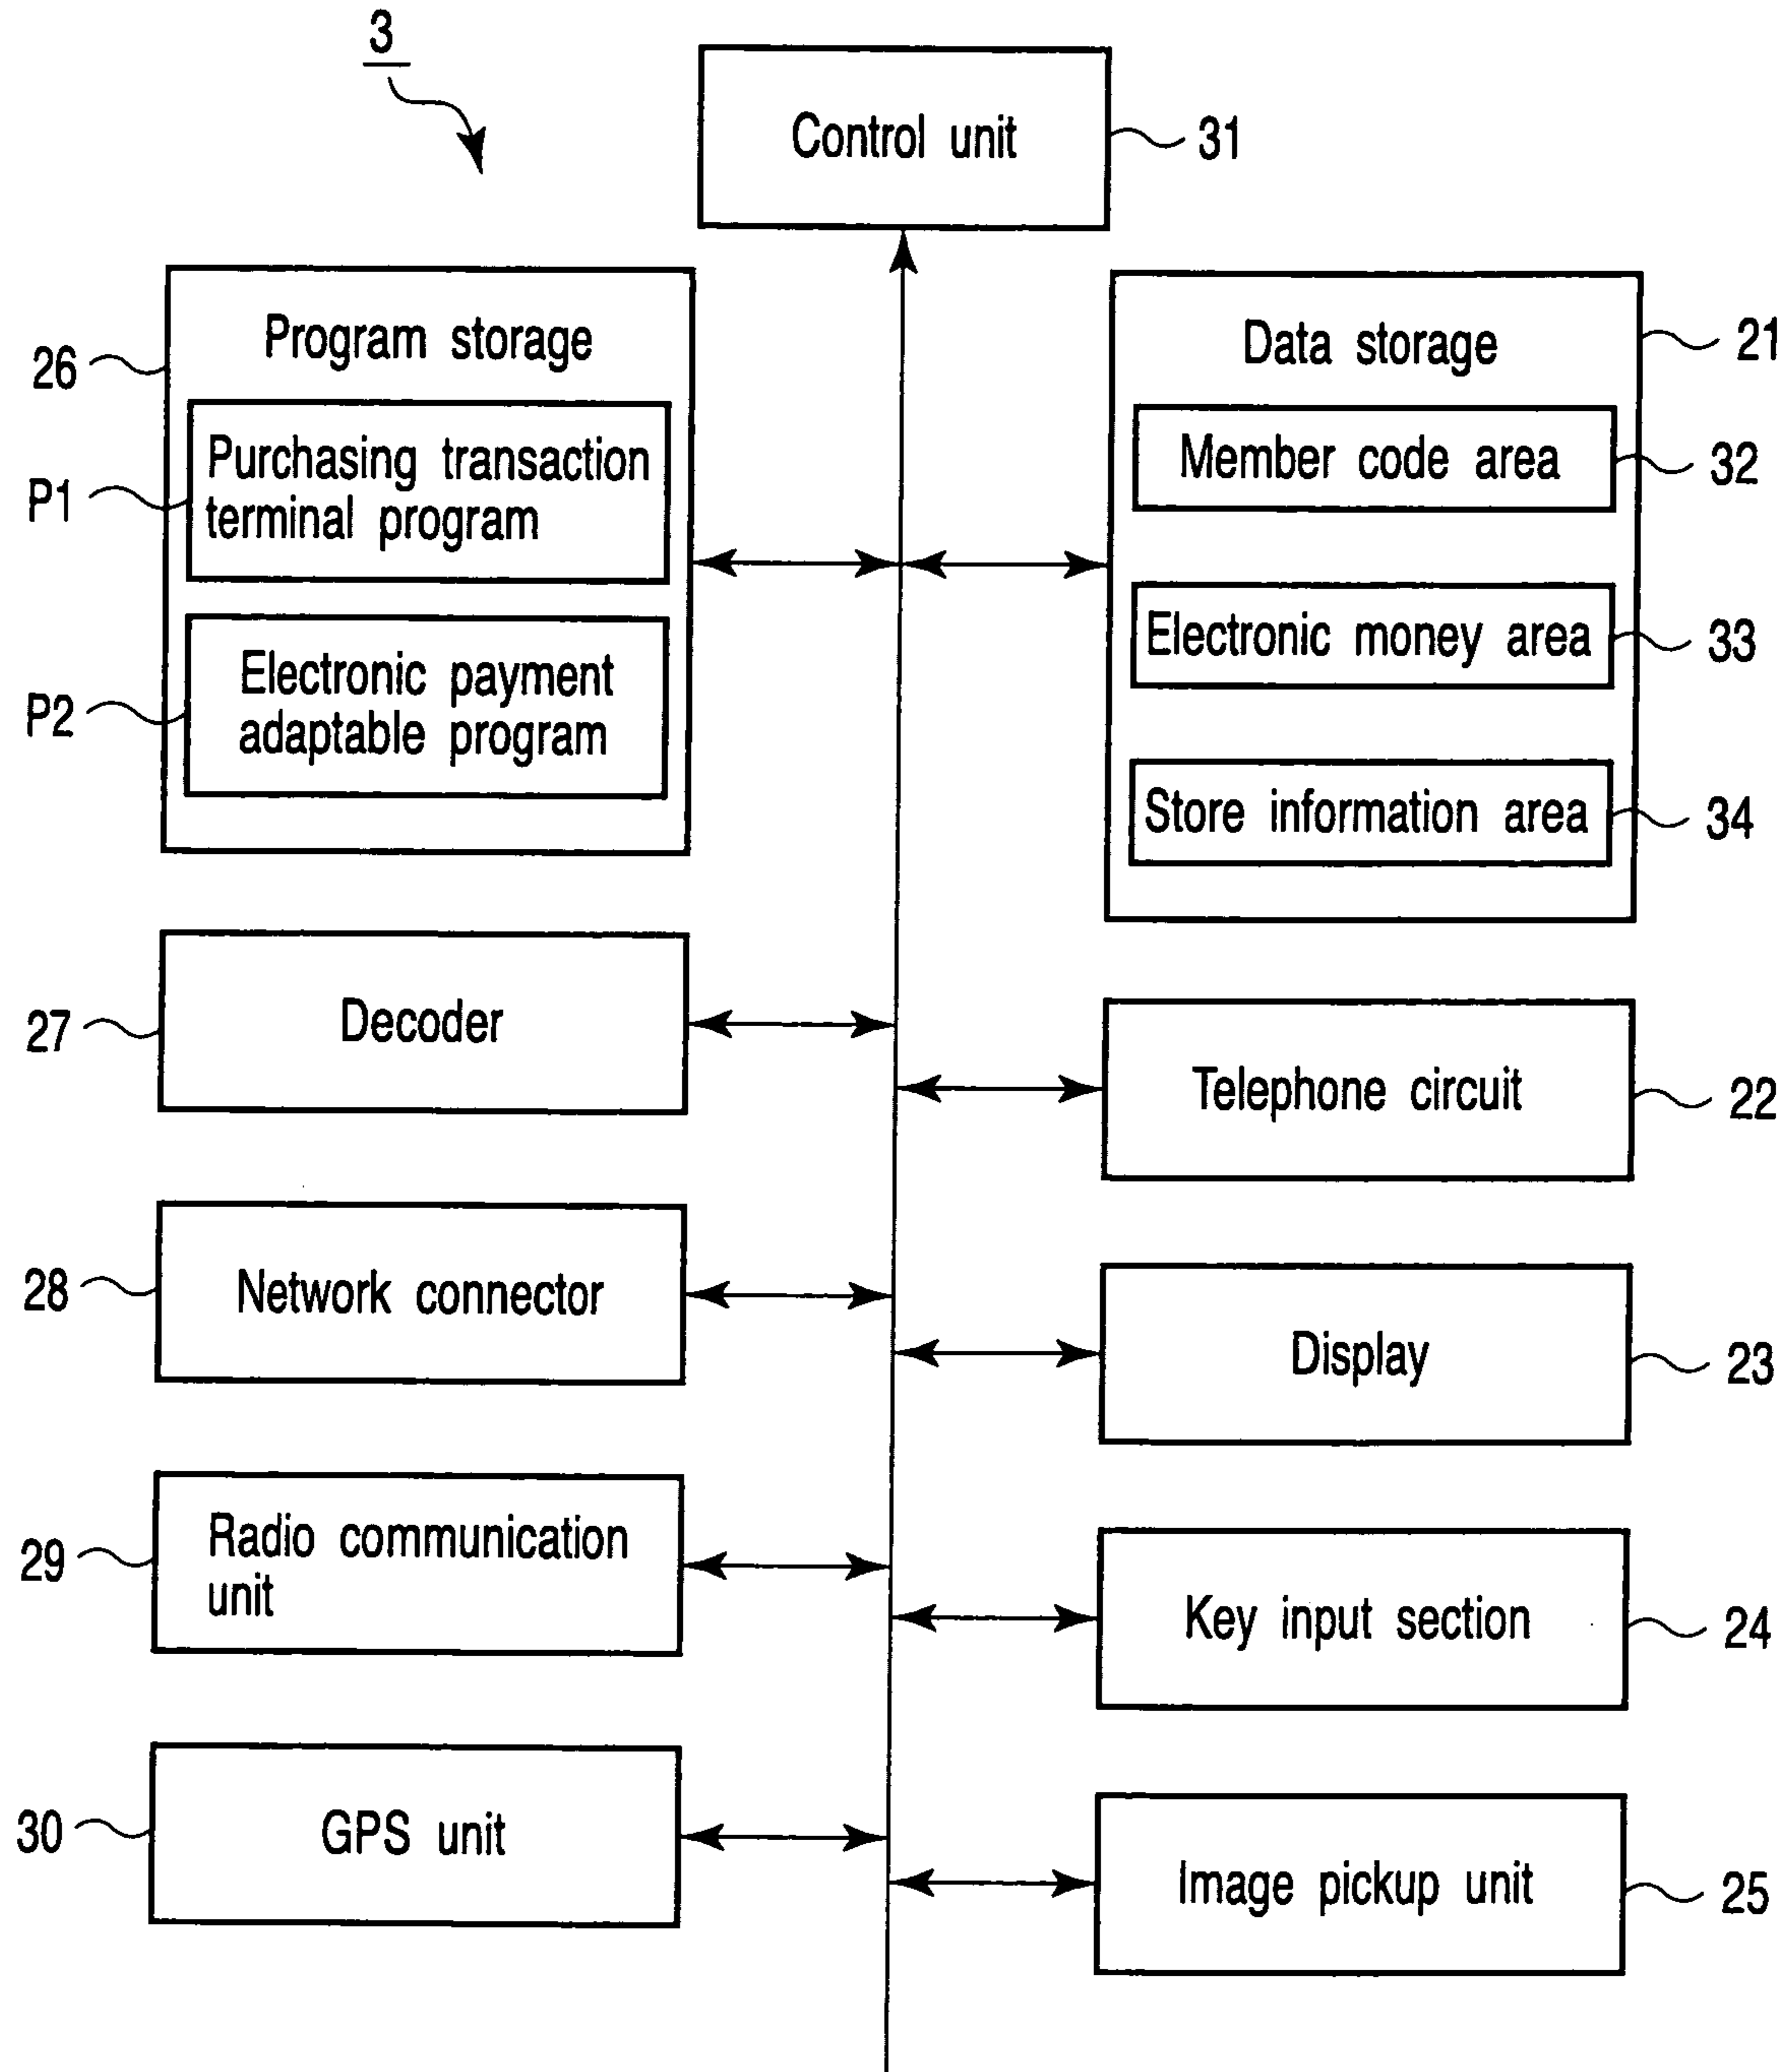 3
Control unit
31
Program storage
26
Purchasing transaction
terminal program
P1
Electronic payment
adaptable program
P2
Data storage
21
Member code area
32
Electronic money area
33
Store information area
34
Decoder
27
Telephone circuit
22
Network connector
28
Display
23
Radio communication
unit
29
Key input section
24
GPS unit
30
Image pickup unit
25